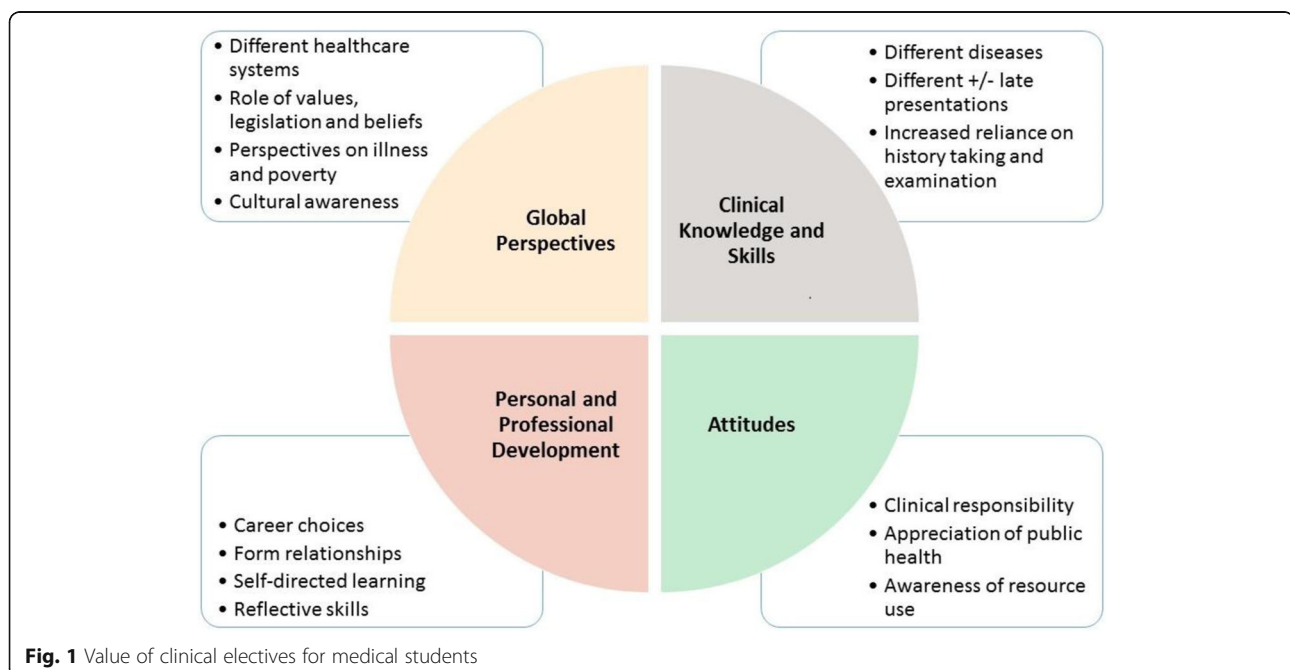 • Different healthcare
systems
• Role of values,
legislation and beliefs
• Perspectives on illness
and poverty
• Cultural awareness
Global
Perspectives
• Different diseases
• Different +/- late
presentations
• Increased reliance on
history taking and
examination
Clinical
Knowledge and
Skills
Personal and
Professional
Development
• Career choices
• Form relationships
• Self-directed learning
• Reflective skills
Attitudes
• Clinical responsibility
• Appreciation of public
health
• Awareness of resource
use
Fig. 1 Value of clinical electives for medical students